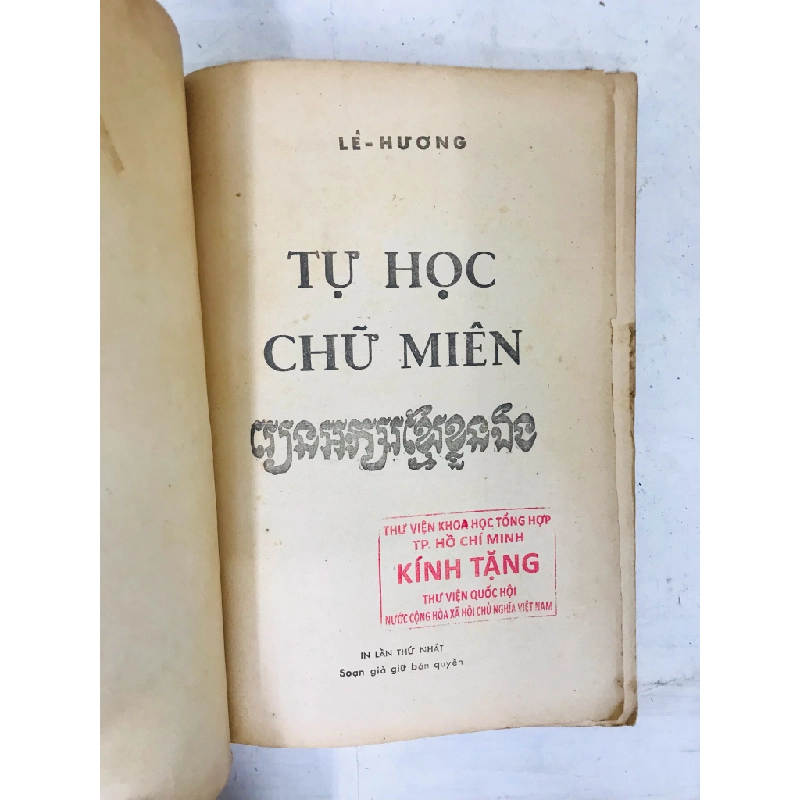 LÊ-HƯƠNG
TỰ HỌC
CHỮ MIÊN
រៀនអក្សរខ្មែរខ្លួនឯង
THƯ VIỆN KHOA HỌC TỔNG HỢP
TP. HỒ CHÍ MINH
KÍNH TẶNG
THƯ VIỆN QUỐC HỘI
NƯỚC CỘNG HÒA XÃ HỘI CHỦ NGHĨA VIỆT NAM
IN LẦN THỨ NHẤT
Soạn giả giữ bản quyền